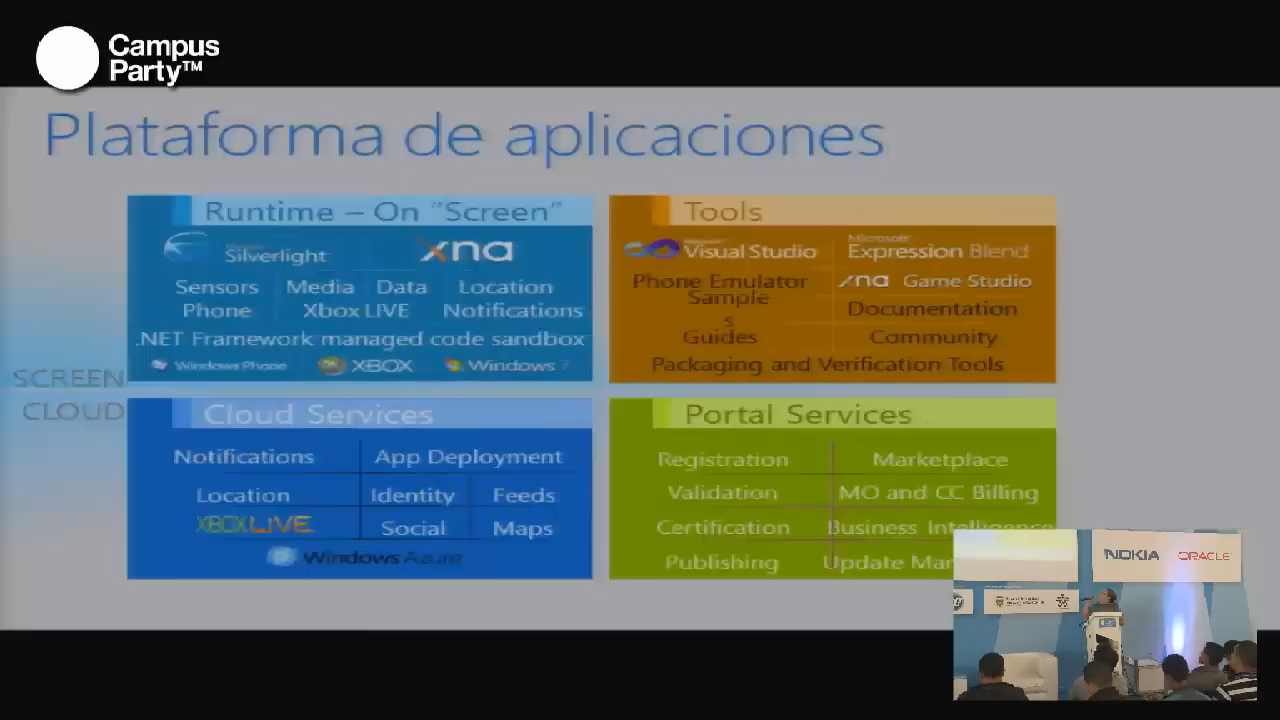 Campus
Party™
Plataforma de aplicaciones
Runtime – On "Screen"
Silverlight
xna
Sensors Media Data Location
Phone Xbox LIVE Notifications
.NET Framework managed code sandbox
Windows Phone XBOX Windows 7
Tools
Visual Studio
Microsoft
Expression Blend
Phone Emulator
xna Game Studio
Sample
s
Documentation
Guides
Community
Packaging and Verification Tools
SCREEN
CLOUD
Cloud Services
Notifications App Deployment
Location Identity Feeds
XBOX LIVE Social Maps
Windows Azure
Portal Services
Registration Marketplace
Validation MO and CC Billing
Certification Business Intelligence
Publishing Update Man
NOKIA ORACLE
hp